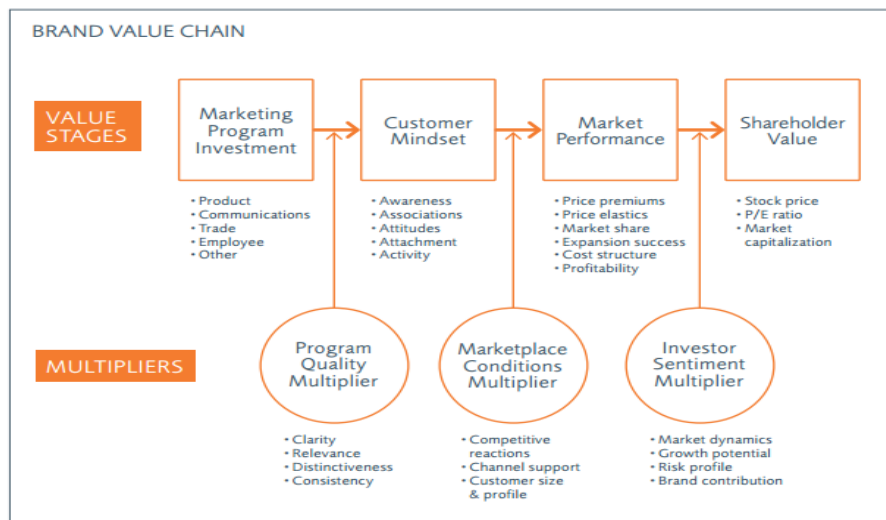 BRAND VALUE CHAIN
VALUE
STAGES
Marketing
Program
Investment
Customer
Mindset
Market
Performance
Shareholder
Value
• Product
• Communications
• Trade
• Employee
• Other
• Awareness
• Associations
• Attitudes
• Attachment
• Activity
• Price premiums
• Price elastics
• Market share
• Expansion success
• Cost structure
• Profitability
• Stock price
• P/E ratio
• Market
capitalization
MULTIPLIERS
Program
Quality
Multiplier
Marketplace
Conditions
Multiplier
Investor
Sentiment
Multiplier
• Clarity
• Relevance
• Distinctiveness
• Consistency
• Competitive
reactions
• Channel support
• Customer size
& profile
• Market dynamics
• Growth potential
• Risk profile
• Brand contribution